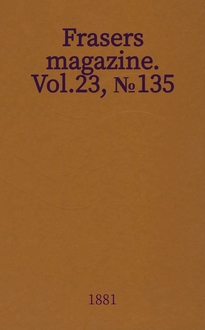 Frasers
magazine.
Vol.23, №135
1881